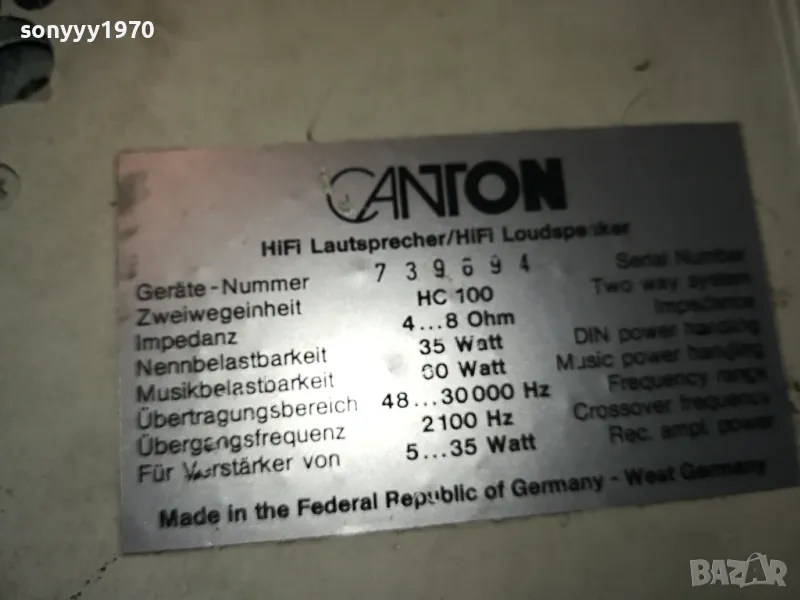 sonyyy1970
CANTON
HiFi Lautsprecher/HiFi Loudspeaker
Geräte-Nummer 739694 Serial Number
Zweiwegeinheit HC 100 Two way system
Impedanz 4...8 Ohm Impedance
Nennbelastbarkeit 35 Watt DIN power handling
Musikbelastbarkeit 60 Watt Music power handling
Übertragungsbereich 48...30000 Hz Frequency range
Übergangsfrequenz 2100 Hz Crossover frequency
Für Verstärker von 5...35 Watt Rec. ampl. power
Made in the Federal Republic of Germany - West Germany
BAZAR